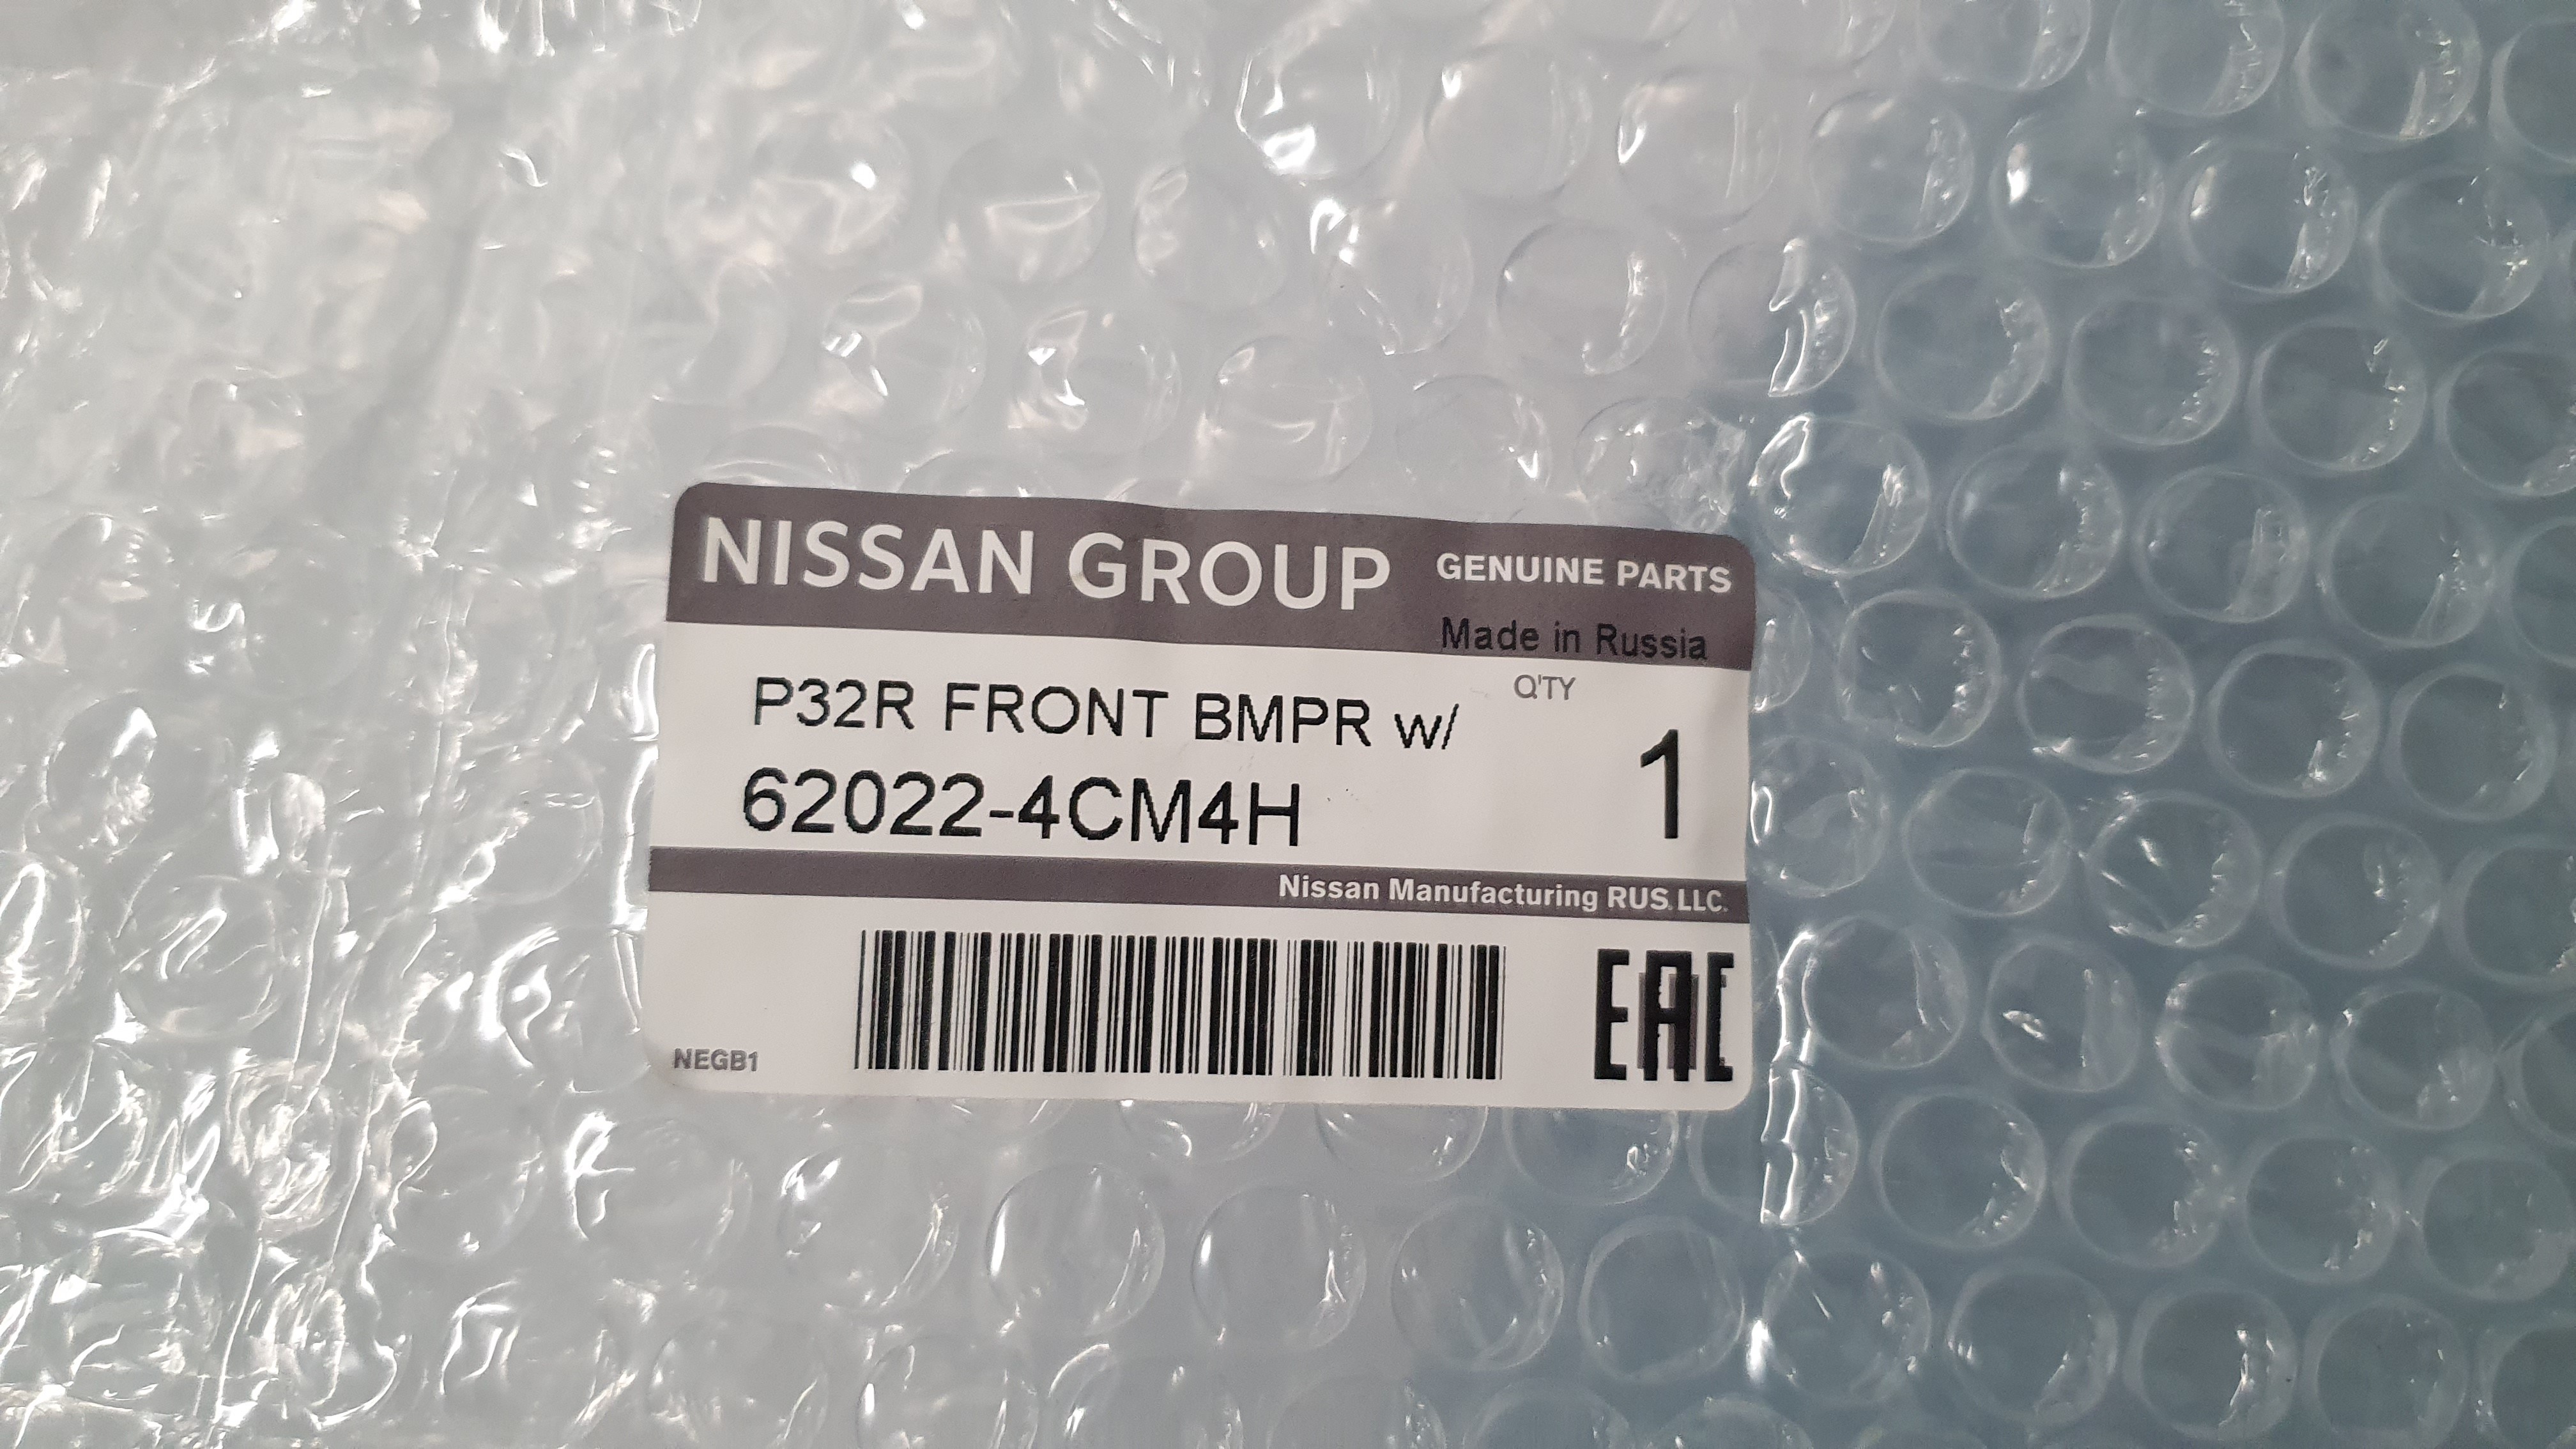 NISSAN GROUP GENUINE PARTS
Made in Russia
P32R FRONT BMPR w/
Q'TY
62022-4CM4H
1
Nissan Manufacturing RUS.LLC.
NEGB1
EAC